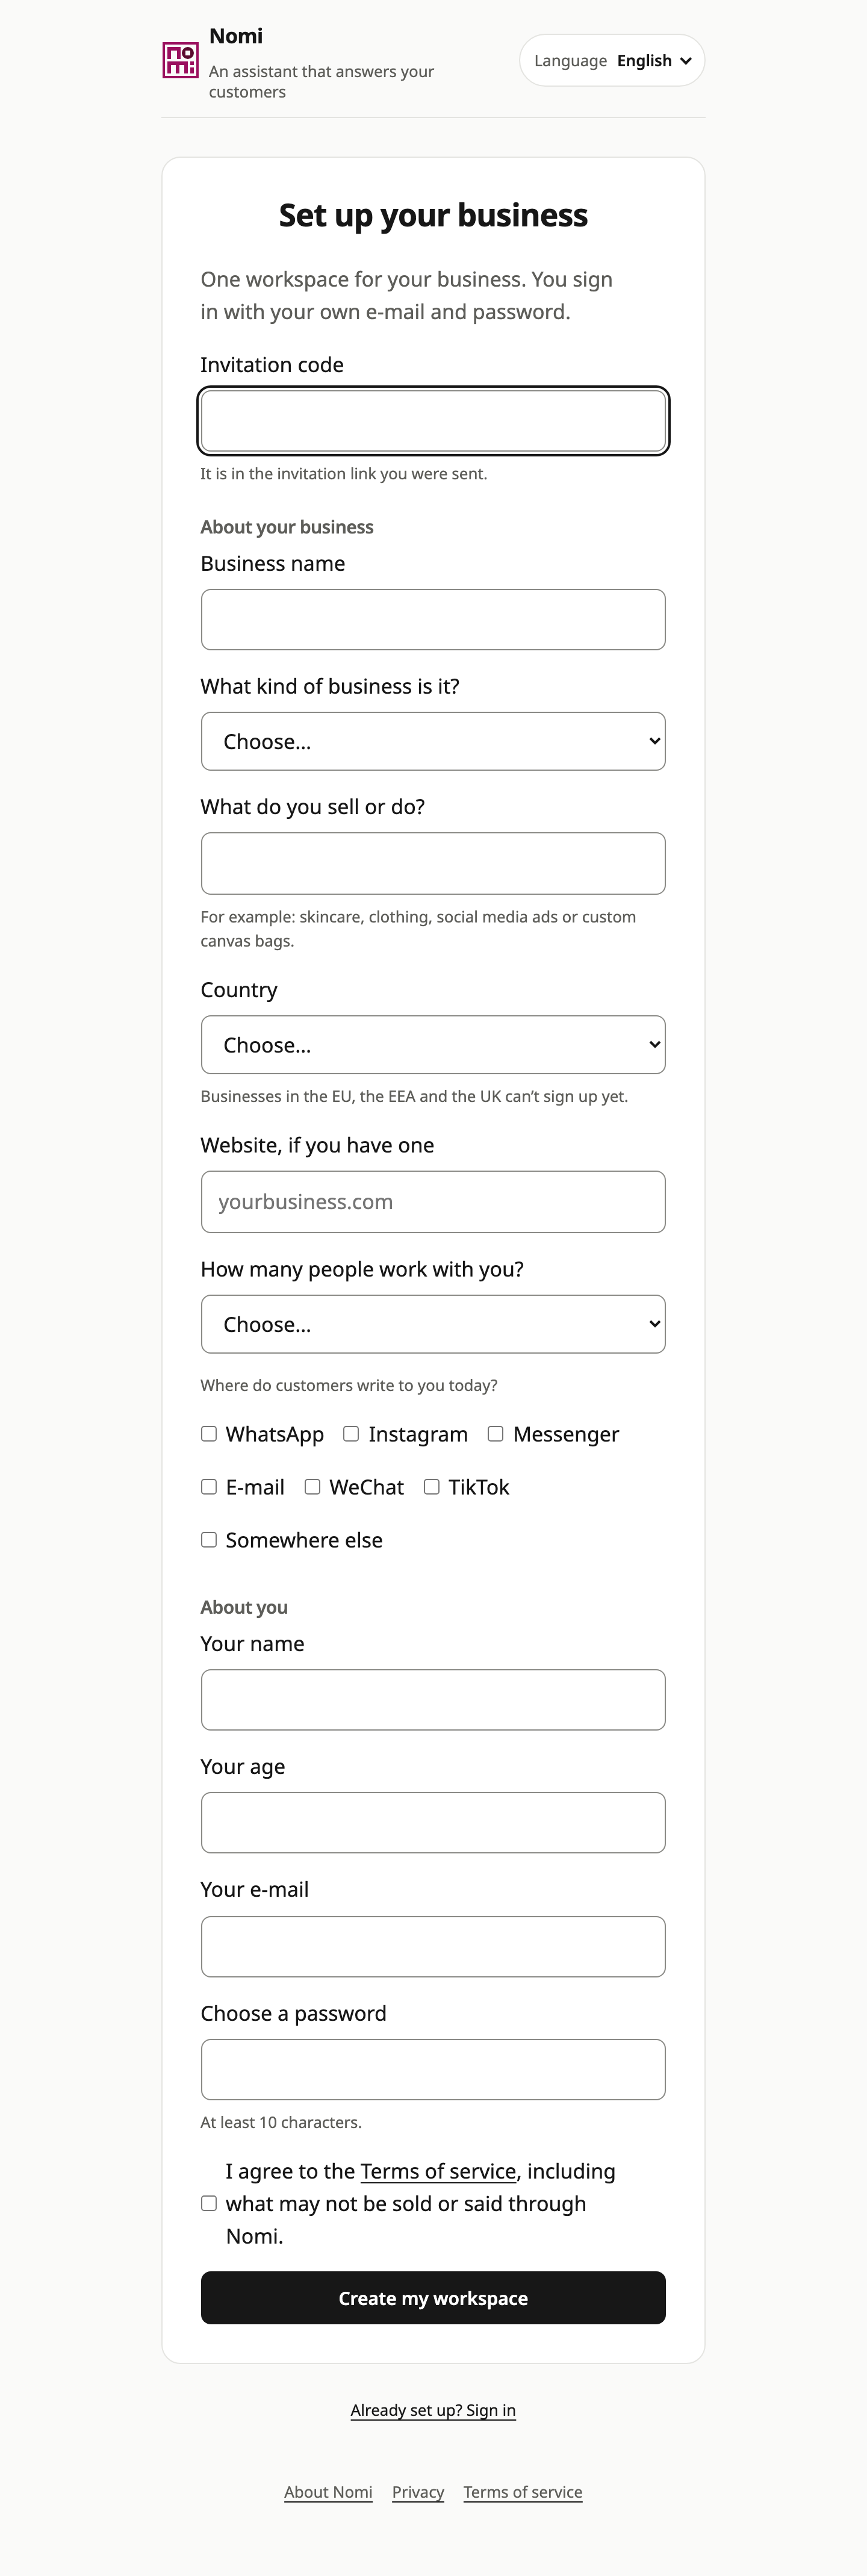 nomi
Nomi
An assistant that answers your
customers
Language English
Set up your business
One workspace for your business. You sign
in with your own e-mail and password.
Invitation code
It is in the invitation link you were sent.
About your business
Business name
What kind of business is it?
Choose...
What do you sell or do?
For example: skincare, clothing, social media ads or custom
canvas bags.
Country
Choose...
Businesses in the EU, the EEA and the UK can’t sign up yet.
Website, if you have one
yourbusiness.com
How many people work with you?
Choose...
Where do customers write to you today?
WhatsApp Instagram Messenger
E-mail WeChat TikTok
Somewhere else
About you
Your name
Your age
Your e-mail
Choose a password
At least 10 characters.
I agree to the Terms of service, including
what may not be sold or said through
Nomi.
Create my workspace
Already set up? Sign in
About Nomi Privacy Terms of service